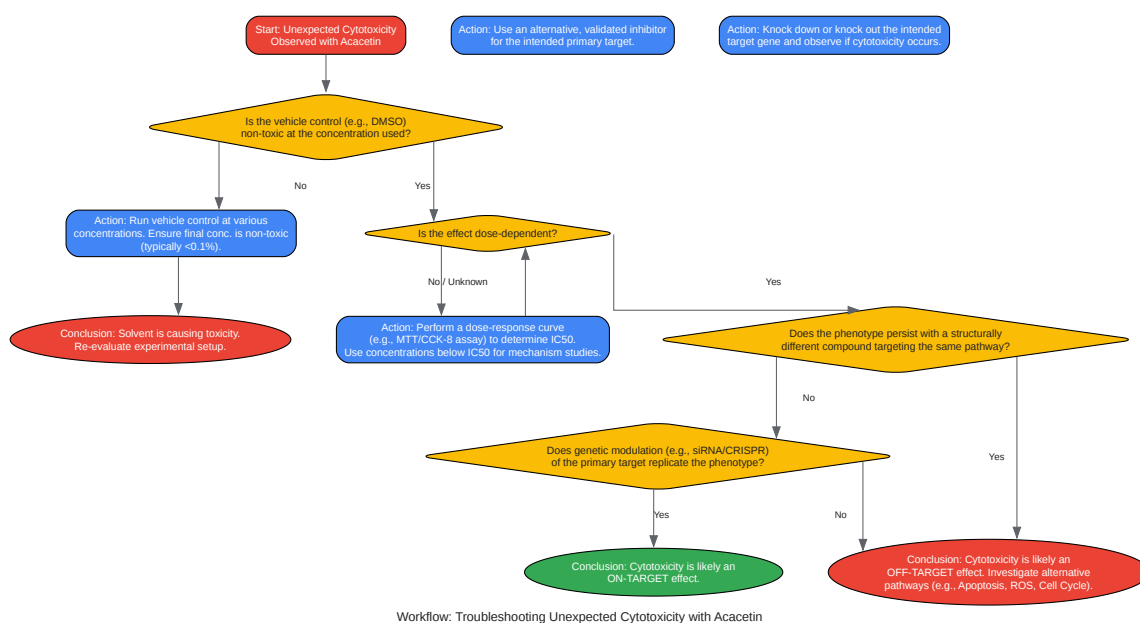 Start: Unexpected Cytotoxicity
Observed with Acacetin
Action: Use an alternative, validated inhibitor
for the intended primary target.
Action: Knock down or knock out the intended
target gene and observe if cytotoxicity occurs.
Is the vehicle control (e.g., DMSO)
non-toxic at the concentration used?
No
Yes
Action: Run vehicle control at various
concentrations. Ensure final conc. is non-toxic
(typically <0.1%).
Is the effect dose-dependent?
No / Unknown
Yes
Conclusion: Solvent is causing toxicity.
Re-evaluate experimental setup.
Action: Perform a dose-response curve
(e.g., MTT/CCK-8 assay) to determine IC50.
Use concentrations below IC50 for mechanism studies.
Does the phenotype persist with a structurally
different compound targeting the same pathway?
No
Yes
Does genetic modulation (e.g., siRNA/CRISPR)
of the primary target replicate the phenotype?
Yes
No
Conclusion: Cytotoxicity is likely an
ON-TARGET effect.
Conclusion: Cytotoxicity is likely an
OFF-TARGET effect. Investigate alternative
pathways (e.g., Apoptosis, ROS, Cell Cycle).
Workflow: Troubleshooting Unexpected Cytotoxicity with Acacetin